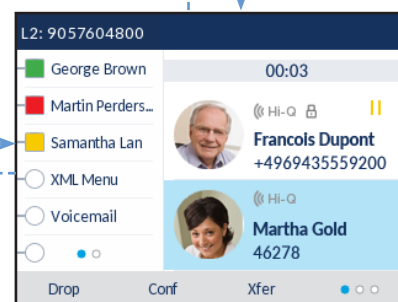 L2: 9057604800
George Brown
Martin Perders...
Samantha Lan
XML Menu
Voicemail
00:03
Hi-Q
Francois Dupont
+4969435559200
Hi-Q
Martha Gold
46278
Drop Conf Xfer